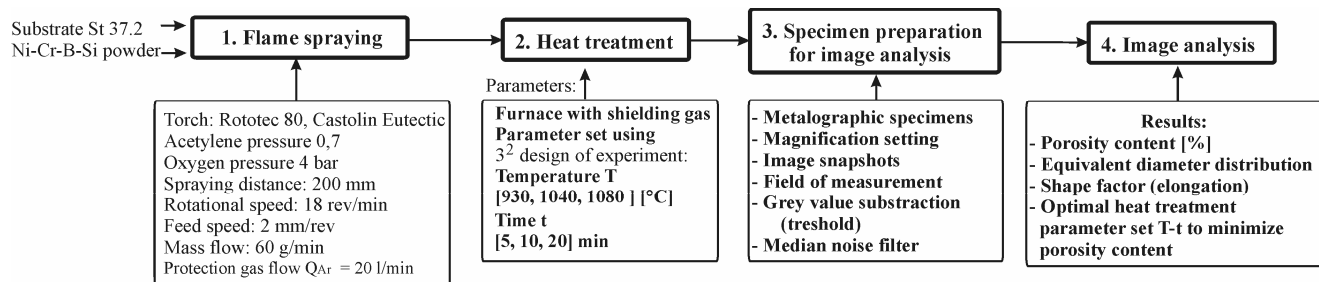 Substrate St 37.2
Ni-Cr-B-Si powder
1. Flame spraying
2. Heat treatment
3. Specimen preparation
for image analysis
4. Image analysis
Torch: Rototec 80, Castolin Eutectic
Acetylene pressure 0,7
Oxygen pressure 4 bar
Spraying distance: 200 mm
Rotational speed: 18 rev/min
Feed speed: 2 mm/rev
Mass flow: 60 g/min
Protection gas flow QAr = 20 l/min
Parameters:
Furnace with shielding gas
Parameter set using
3² design of experiment:
Temperature T
[930, 1040, 1080 ] [°C]
Time t
[5, 10, 20] min
- Metalographic specimens
- Magnification setting
- Image snapshots
- Field of measurement
- Grey value substraction
(treshold)
- Median noise filter
Results:
- Porosity content [%]
- Equivalent diameter distribution
- Shape factor (elongation)
- Optimal heat treatment
parameter set T-t to minimize
porosity content